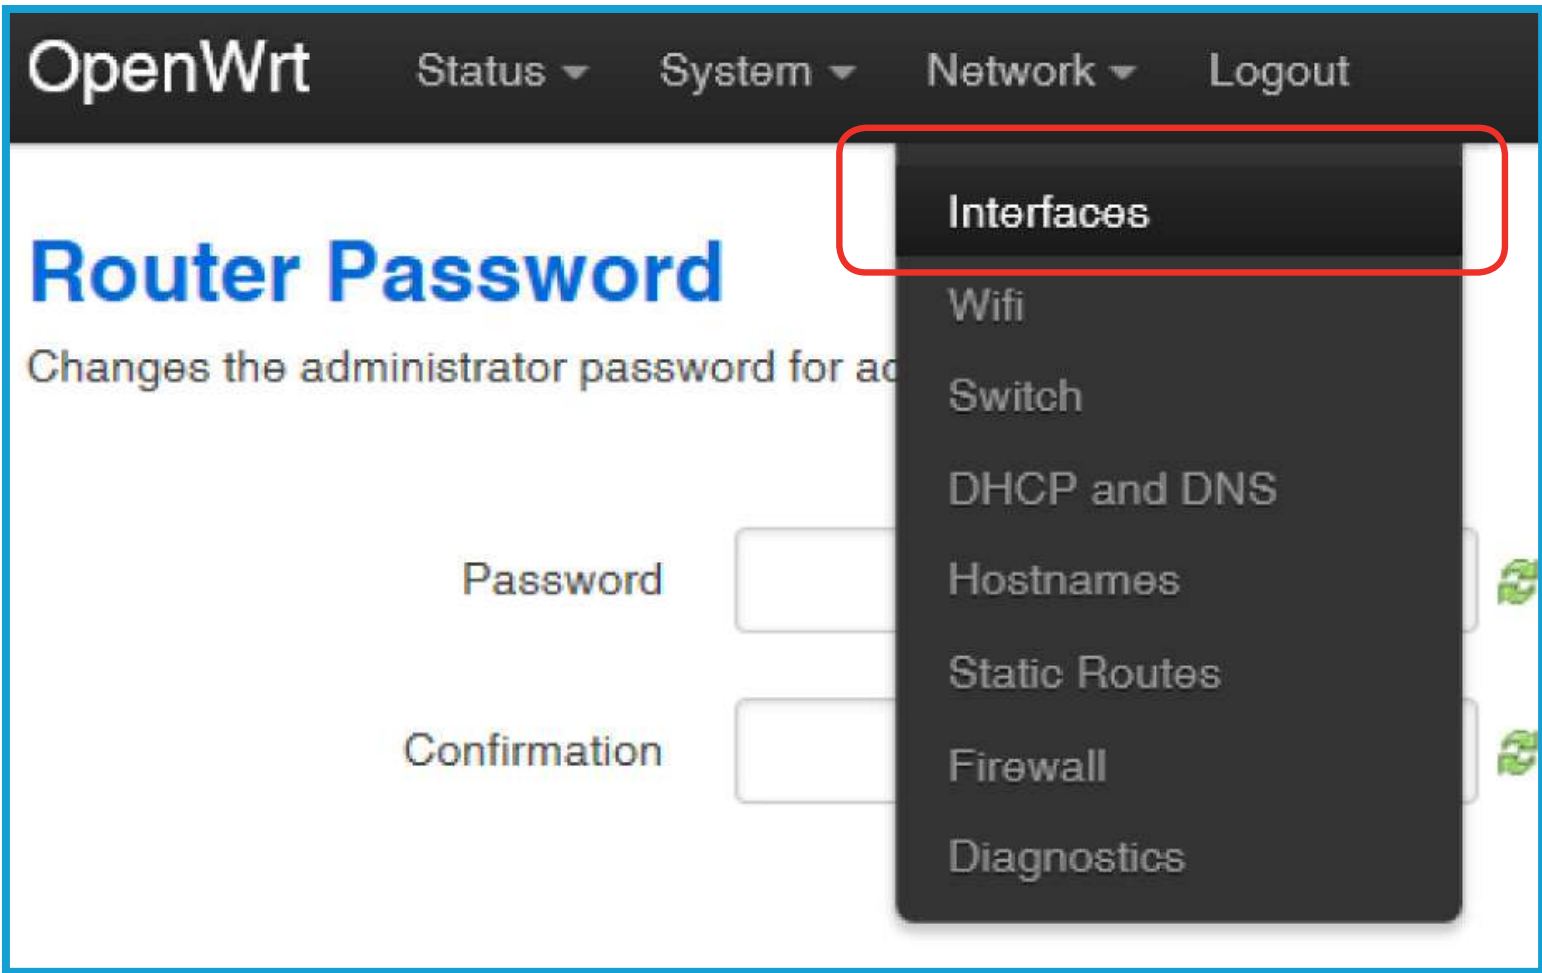 OpenWrt Status System Network Logout
Interfaces
Router Password
Wifi
Changes the administrator password for ac
Switch
DHCP and DNS
Password
Hostnames
Static Routes
Confirmation
Firewall
Diagnostics